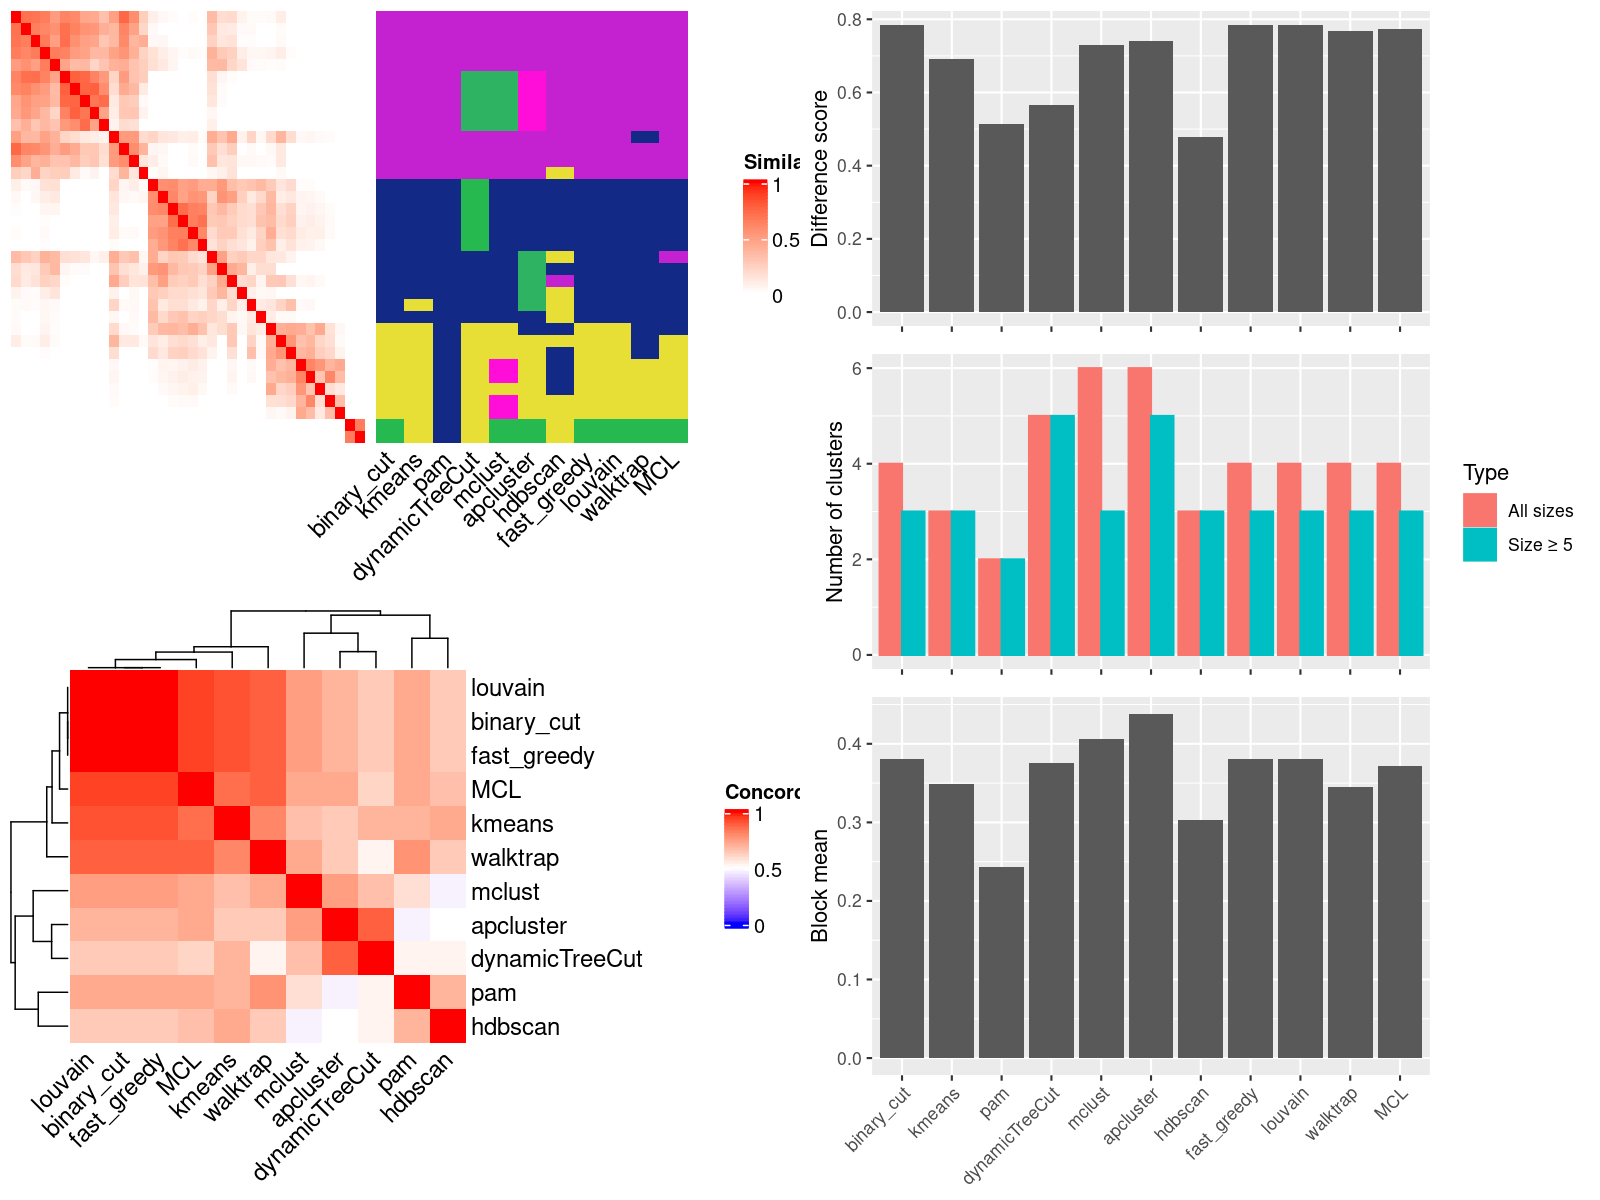 Simila
1
0.5
0
binary_cut
kmeans
pam
dynamicTreeCut
mclust
apcluster
hdbscan
fast_greedy
louvain
walktrap
MCL
Difference score
0.8
0.6
0.4
0.2
0.0
Number of clusters
6
4
2
0
Type
All sizes
Size ≥ 5
louvain
binary_cut
fast_greedy
MCL
kmeans
walktrap
mclust
apcluster
dynamicTreeCut
pam
hdbscan
louvain
binary_cut
fast_greedy
MCL
kmeans
walktrap
mclust
apcluster
dynamicTreeCut
pam
hdbscan
Concord
1
0.5
0
Block mean
0.4
0.3
0.2
0.1
0.0
binary_cut
kmeans
pam
dynamicTreeCut
mclust
apcluster
hdbscan
fast_greedy
louvain
walktrap
MCL